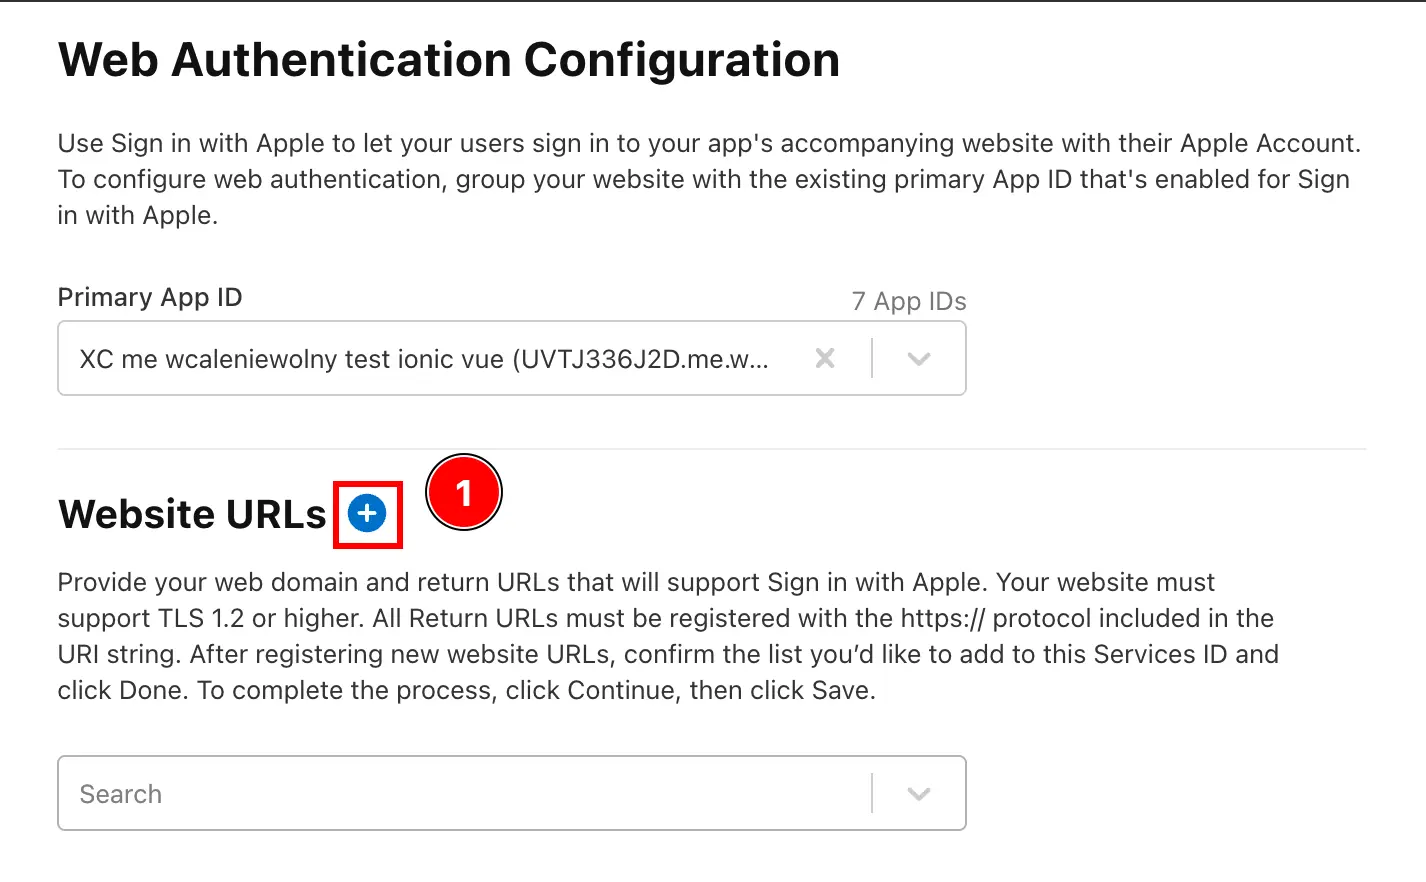 Web Authentication Configuration
Use Sign in with Apple to let your users sign in to your app's accompanying website with their Apple Account.
To configure web authentication, group your website with the existing primary App ID that's enabled for Sign
in with Apple.
Primary App ID
7 App IDs
XC me wcaleniewolny test ionic vue (UVTJ336J2D.me.w...
Website URLs
1
Provide your web domain and return URLs that will support Sign in with Apple. Your website must
support TLS 1.2 or higher. All Return URLs must be registered with the https:// protocol included in the
URI string. After registering new website URLs, confirm the list you’d like to add to this Services ID and
click Done. To complete the process, click Continue, then click Save.
Search